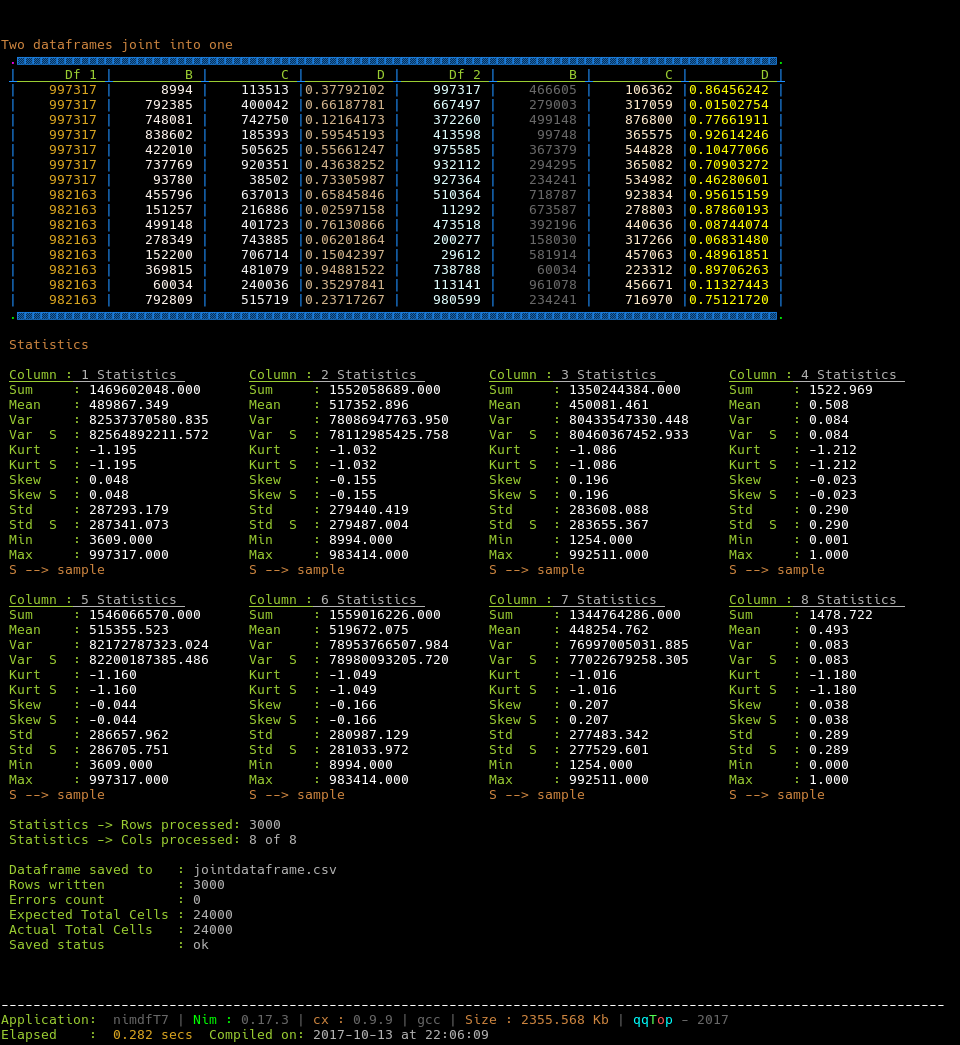 Two dataframes joint into one
| Df 1 | B | C | D | Df 2 | B | C | D |
| 997317 | 8994 | 113513 |0.37792102 | 997317 | 466605 | 106362 |0.86456242 |
| 997317 | 792385 | 400042 |0.66187781 | 667497 | 279003 | 317059 |0.01502754 |
| 997317 | 748081 | 742750 |0.12164173 | 372260 | 499148 | 876800 |0.77661911 |
| 997317 | 838602 | 185393 |0.59545193 | 413598 | 99748 | 365575 |0.92614246 |
| 997317 | 422010 | 505625 |0.55661247 | 975585 | 367379 | 544828 |0.10477066 |
| 997317 | 737769 | 920351 |0.43638252 | 932112 | 294295 | 365082 |0.70903272 |
| 997317 | 93780 | 38502 |0.73305987 | 927364 | 234241 | 534982 |0.46280601 |
| 982163 | 455796 | 637013 |0.65845846 | 510364 | 718787 | 923834 |0.95615159 |
| 982163 | 151257 | 216886 |0.02597158 | 11292 | 673587 | 278803 |0.87860193 |
| 982163 | 499148 | 401723 |0.76130866 | 473518 | 392196 | 440636 |0.08744074 |
| 982163 | 278349 | 743885 |0.06201864 | 200277 | 158030 | 317266 |0.06831480 |
| 982163 | 152200 | 706714 |0.15042397 | 29612 | 581914 | 457063 |0.48961851 |
| 982163 | 369815 | 481079 |0.94881522 | 738788 | 60034 | 223312 |0.89706263 |
| 982163 | 60034 | 240036 |0.35297841 | 113141 | 961078 | 456671 |0.11327443 |
| 982163 | 792809 | 515719 |0.23717267 | 980599 | 234241 | 716970 |0.75121720 |
Statistics
Column : 1 Statistics Column : 2 Statistics Column : 3 Statistics Column : 4 Statistics
Sum : 1469602048.000 Sum : 1552058689.000 Sum : 1350244384.000 Sum : 1522.969
Mean : 489867.349 Mean : 517352.896 Mean : 450081.461 Mean : 0.508
Var : 82537370580.835 Var : 78086947763.950 Var : 80433547330.448 Var : 0.084
Var S : 82564892211.572 Var S : 78112985425.758 Var S : 80460367452.933 Var S : 0.084
Kurt : -1.195 Kurt : -1.032 Kurt : -1.086 Kurt : -1.212
Kurt S : -1.195 Kurt S : -1.032 Kurt S : -1.086 Kurt S : -1.212
Skew : 0.048 Skew : -0.155 Skew : 0.196 Skew : -0.023
Skew S : 0.048 Skew S : -0.155 Skew S : 0.196 Skew S : -0.023
Std : 287293.179 Std : 279440.419 Std : 283608.088 Std : 0.290
Std S : 287341.073 Std S : 279487.004 Std S : 283655.367 Std S : 0.290
Min : 3609.000 Min : 8994.000 Min : 1254.000 Min : 0.001
Max : 997317.000 Max : 983414.000 Max : 992511.000 Max : 1.000
S --> sample S --> sample S --> sample S --> sample
Column : 5 Statistics Column : 6 Statistics Column : 7 Statistics Column : 8 Statistics
Sum : 1546066570.000 Sum : 1559016226.000 Sum : 1344764286.000 Sum : 1478.722
Mean : 515355.523 Mean : 519672.075 Mean : 448254.762 Mean : 0.493
Var : 82172787323.024 Var : 78953766507.984 Var : 76997005031.885 Var : 0.083
Var S : 82200187385.486 Var S : 78980093205.720 Var S : 77022679258.305 Var S : 0.083
Kurt : -1.160 Kurt : -1.049 Kurt : -1.016 Kurt : -1.180
Kurt S : -1.160 Kurt S : -1.049 Kurt S : -1.016 Kurt S : -1.180
Skew : -0.044 Skew : -0.166 Skew : 0.207 Skew : 0.038
Skew S : -0.044 Skew S : -0.166 Skew S : 0.207 Skew S : 0.038
Std : 286657.962 Std : 280987.129 Std : 277483.342 Std : 0.289
Std S : 286705.751 Std S : 281033.972 Std S : 277529.601 Std S : 0.289
Min : 3609.000 Min : 8994.000 Min : 1254.000 Min : 0.000
Max : 997317.000 Max : 983414.000 Max : 992511.000 Max : 1.000
S --> sample S --> sample S --> sample S --> sample
Statistics -> Rows processed: 3000
Statistics -> Cols processed: 8 of 8
Dataframe saved to : jointdataframe.csv
Rows written : 3000
Errors count : 0
Expected Total Cells : 24000
Actual Total Cells : 24000
Saved status : ok
Application: nimdfT7 | Nim : 0.17.3 | cx : 0.9.9 | gcc | Size : 2355.568 Kb | qqTop - 2017
Elapsed : 0.282 secs Compiled on: 2017-10-13 at 22:06:09